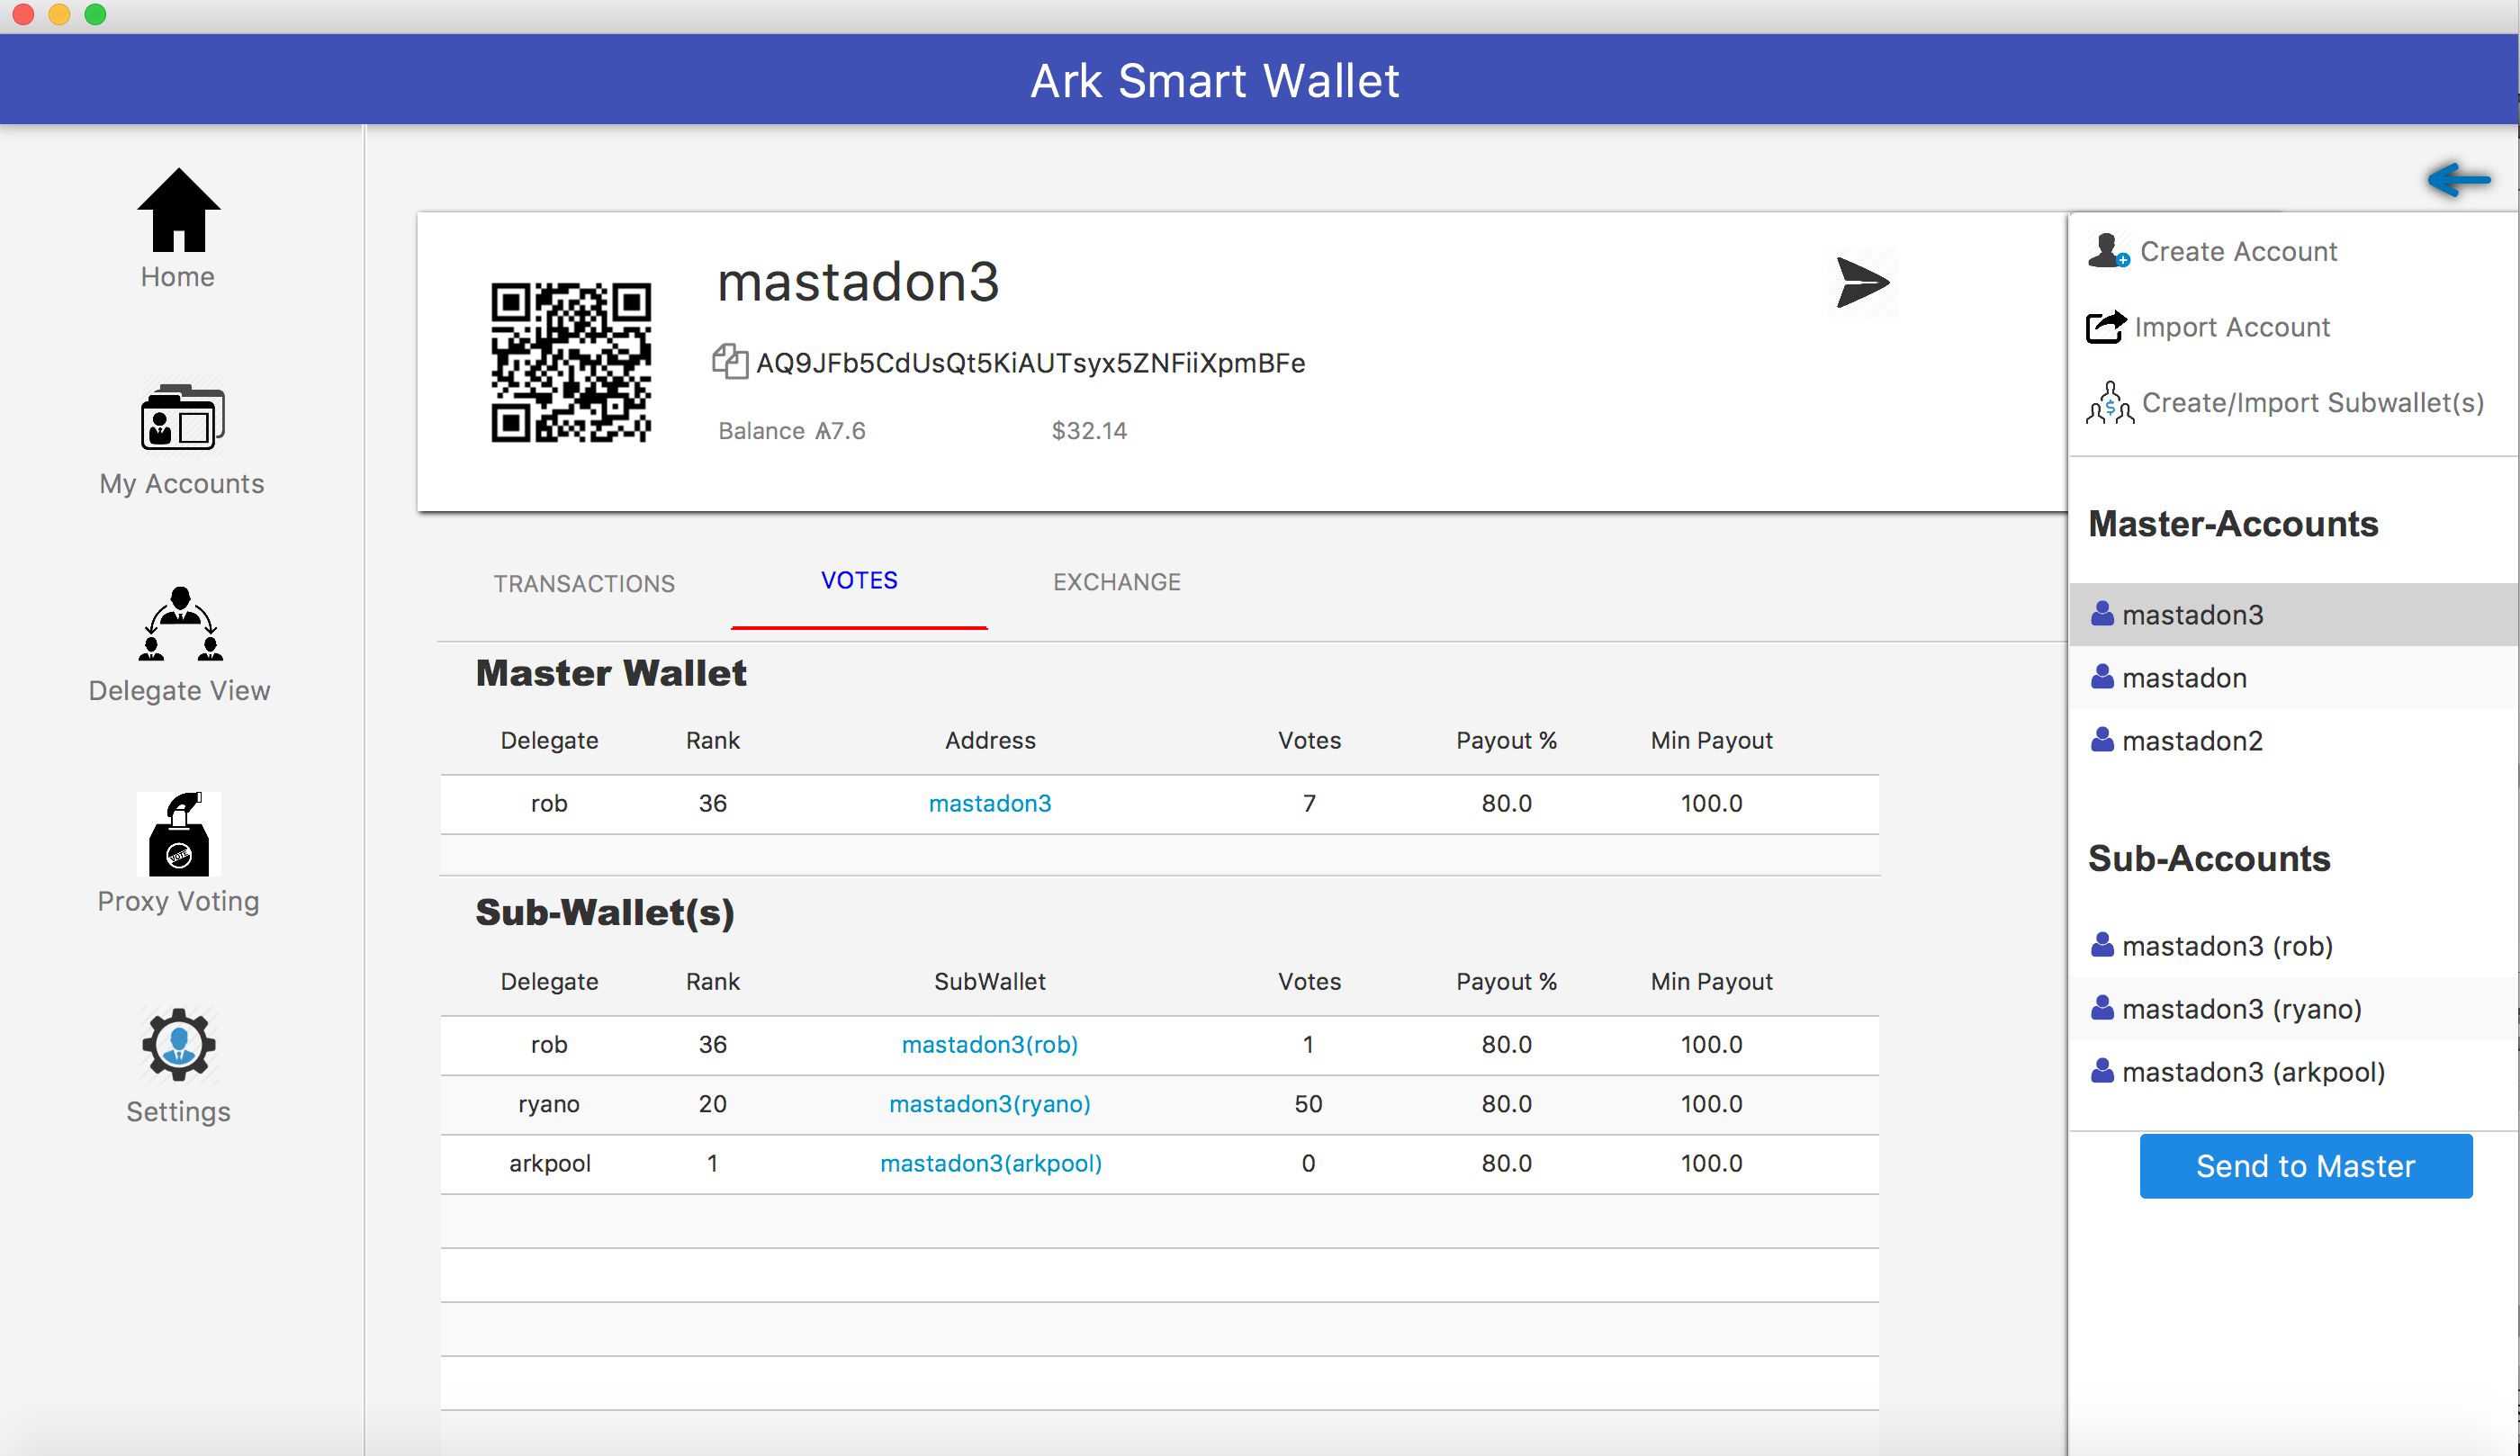 Ark Smart Wallet
Home
My Accounts
Delegate View
Proxy Voting
VOTE
Settings
mastadon3
AQ9JFb5CdUsQt5KiAUTsyx5ZNFiiXpmBFe
Balance Ѧ7.6 $32.14
TRANSACTIONS VOTES EXCHANGE
Master Wallet
Delegate Rank Address Votes Payout % Min Payout
rob 36 mastadon3 7 80.0 100.0
Sub-Wallet(s)
Delegate Rank SubWallet Votes Payout % Min Payout
rob 36 mastadon3(rob) 1 80.0 100.0
ryano 20 mastadon3(ryano) 50 80.0 100.0
arkpool 1 mastadon3(arkpool) 0 80.0 100.0
Create Account
Import Account
Create/Import Subwallet(s)
Master-Accounts
mastadon3
mastadon
mastadon2
Sub-Accounts
mastadon3 (rob)
mastadon3 (ryano)
mastadon3 (arkpool)
Send to Master